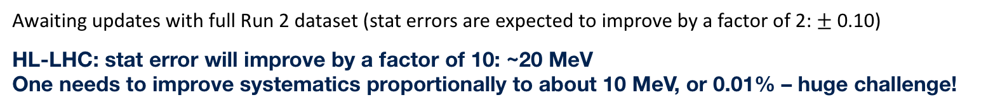 Awaiting updates with full Run 2 dataset (stat errors are expected to improve by a factor of 2: ± 0.10)
HL-LHC: stat error will improve by a factor of 10: ~20 MeV
One needs to improve systematics proportionally to about 10 MeV, or 0.01% – huge challenge!